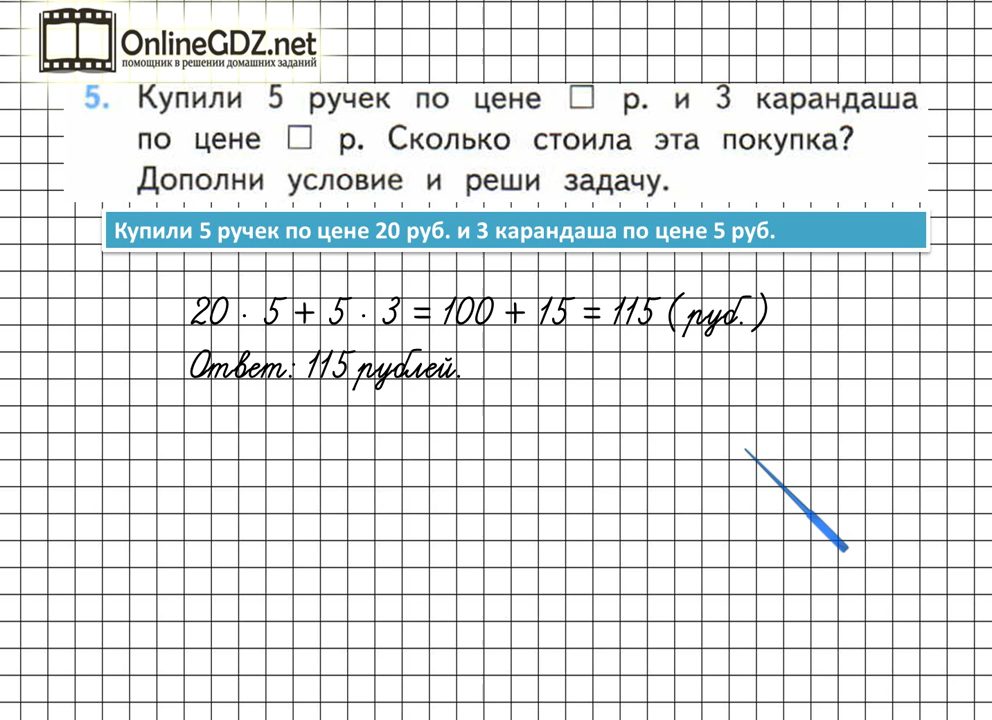 OnlineGDZ.net
помощник в решении домашних заданий
5. Купили 5 ручек по цене □ р. и 3 карандаша
по цене □ р. Сколько стоила эта покупка?
Дополни условие и реши задачу.
Купили 5 ручек по цене 20 руб. и 3 карандаша по цене 5 руб.
20 · 5 + 5 · 3 = 100 + 15 = 115 ( руб. )
Ответ: 115 рублей.